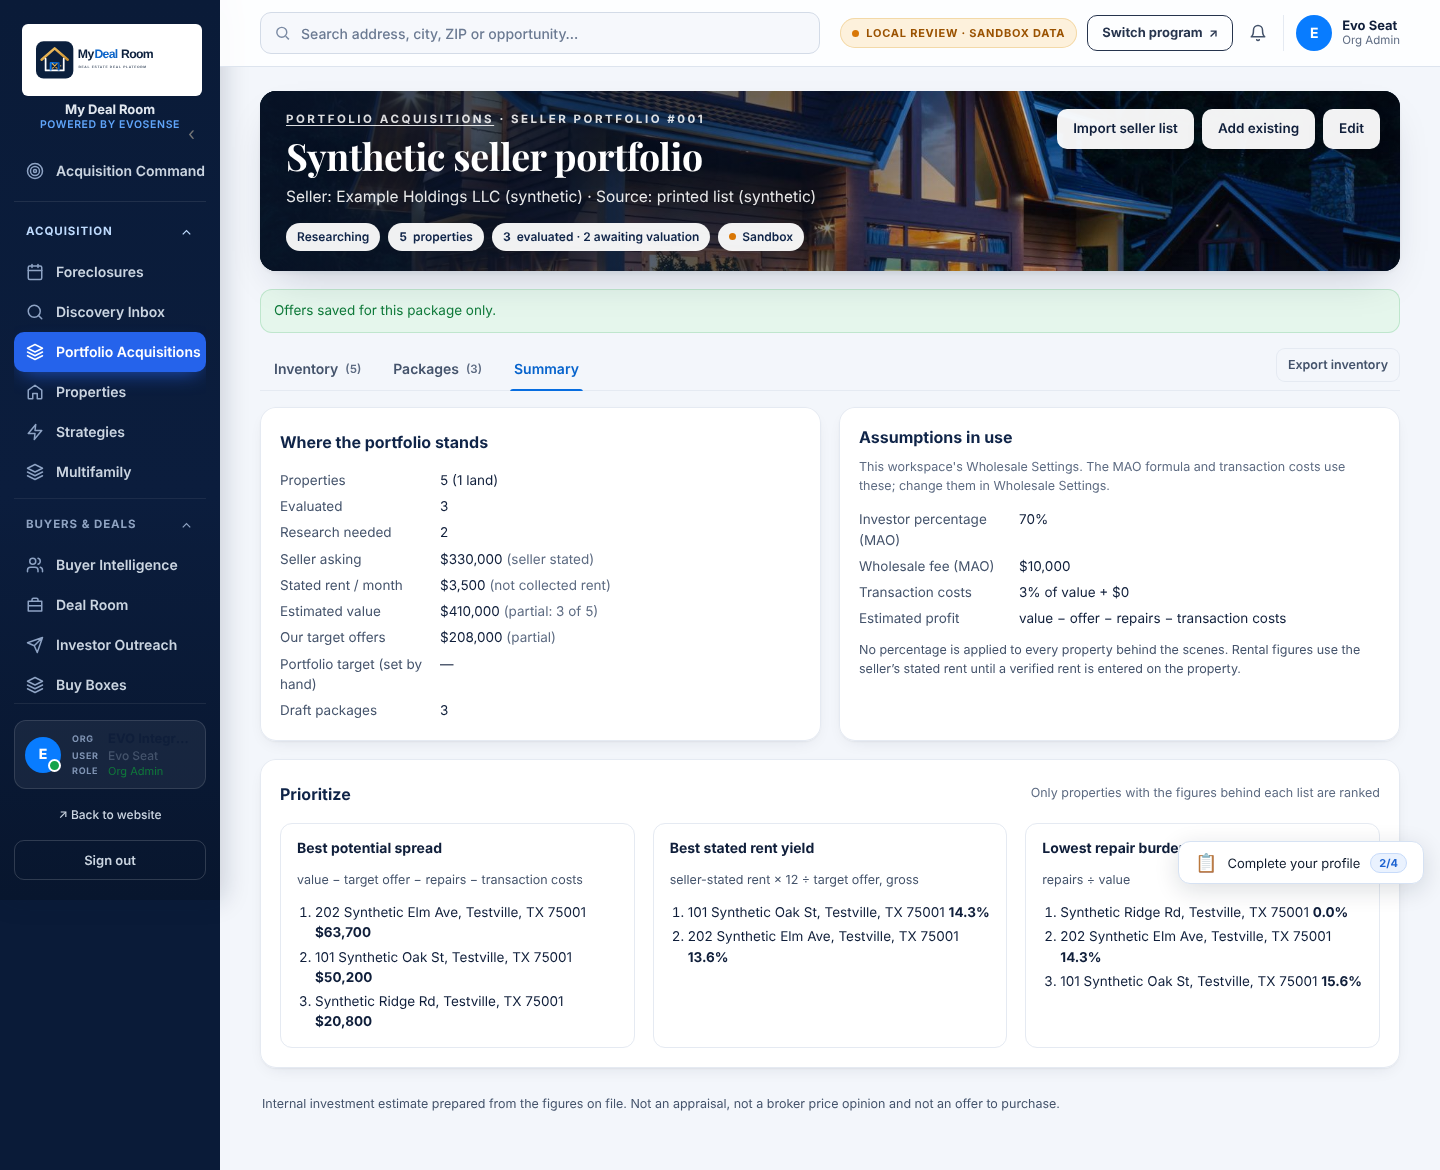 MyDeal Room
REAL ESTATE DEAL PLATFORM
My Deal Room
POWERED BY EVOSENSE
Acquisition Command
ACQUISITION
Foreclosures
Discovery Inbox
Portfolio Acquisitions
Properties
Strategies
Multifamily
BUYERS & DEALS
Buyer Intelligence
Deal Room
Investor Outreach
Buy Boxes
E
ORG EVO Integr...
USER Evo Seat
ROLE Org Admin
↗ Back to website
Sign out
Search address, city, ZIP or opportunity...
LOCAL REVIEW · SANDBOX DATA
Switch program ↗
E
Evo Seat
Org Admin
PORTFOLIO ACQUISITIONS · SELLER PORTFOLIO #001
Synthetic seller portfolio
Seller: Example Holdings LLC (synthetic) · Source: printed list (synthetic)
Researching
5 properties
3 evaluated · 2 awaiting valuation
Sandbox
Import seller list
Add existing
Edit
Offers saved for this package only.
Inventory (5)
Packages (3)
Summary
Export inventory
Where the portfolio stands
Properties 5 (1 land)
Evaluated 3
Research needed 2
Seller asking $330,000 (seller stated)
Stated rent / month $3,500 (not collected rent)
Estimated value $410,000 (partial: 3 of 5)
Our target offers $208,000 (partial)
Portfolio target (set by —
hand)
Draft packages 3
Assumptions in use
This workspace's Wholesale Settings. The MAO formula and transaction costs use
these; change them in Wholesale Settings.
Investor percentage 70%
(MAO)
Wholesale fee (MAO) $10,000
Transaction costs 3% of value + $0
Estimated profit value − offer − repairs − transaction costs
No percentage is applied to every property behind the scenes. Rental figures use the
seller’s stated rent until a verified rent is entered on the property.
Prioritize
Only properties with the figures behind each list are ranked
Best potential spread
value − target offer − repairs − transaction costs
1. 202 Synthetic Elm Ave, Testville, TX 75001
$63,700
2. 101 Synthetic Oak St, Testville, TX 75001
$50,200
3. Synthetic Ridge Rd, Testville, TX 75001
$20,800
Best stated rent yield
seller-stated rent × 12 ÷ target offer, gross
1. 101 Synthetic Oak St, Testville, TX 75001 14.3%
2. 202 Synthetic Elm Ave, Testville, TX 75001
13.6%
Lowest repair
repairs ÷ value
1. Synthetic Ridge Rd, Testville, TX 75001 0.0%
2. 202 Synthetic Elm Ave, Testville, TX 75001
14.3%
3. 101 Synthetic Oak St, Testville, TX 75001 15.6%
Complete your profile 2/4
Internal investment estimate prepared from the figures on file. Not an appraisal, not a broker price opinion and not an offer to purchase.